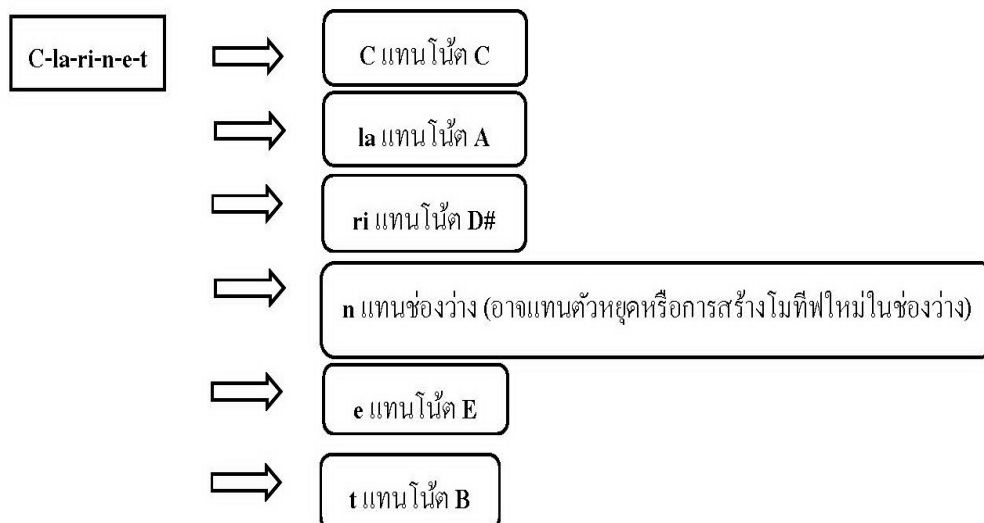 C-la-ri-n-e-t
C แทนโน้ต C
la แทนโน้ต A
ri แทนโน้ต D#
n แทนช่องว่าง (อาจแทนตัวหยุดหรือการสร้างโมทีฟใหม่ในช่องว่าง)
e แทนโน้ต E
t แทนโน้ต B